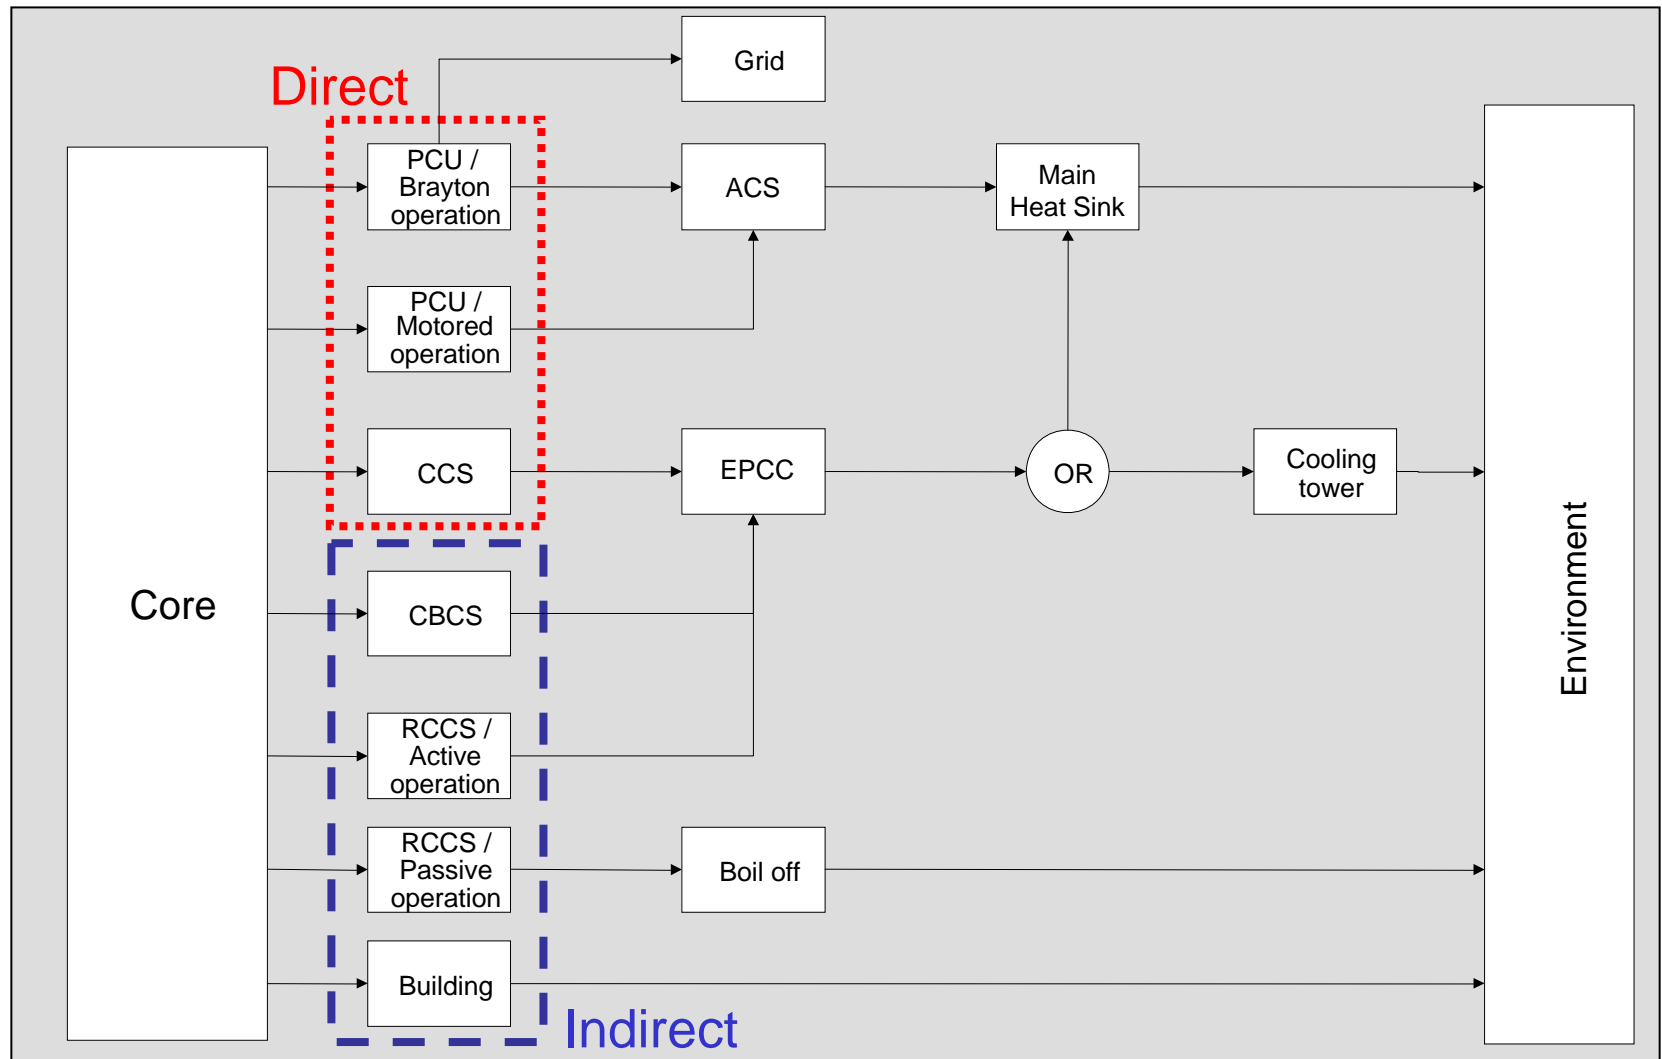 Grid
Direct
PCU /
Brayton
operation
ACS
Main
Heat Sink
PCU /
Motored
operation
CCS
EPCC
OR
Cooling
tower
Core
CBCS
Environment
RCCS /
Active
operation
RCCS /
Passive
operation
Boil off
Building
Indirect